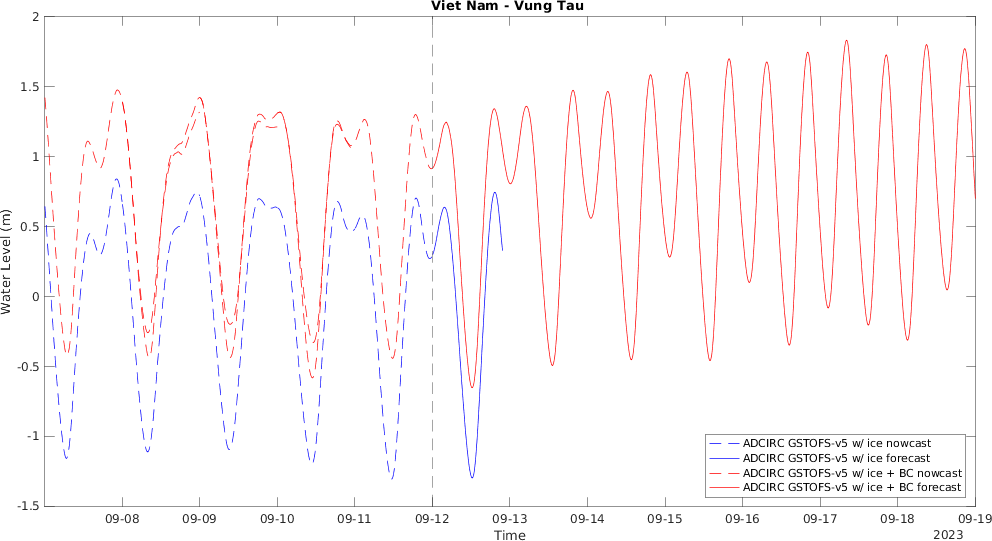 Viet Nam - Vung Tau
2
1.5
1
0.5
0
-0.5
-1
-1.5
Water Level (m)
ADCIRC GSTOFS-v5 w/ ice nowcast
ADCIRC GSTOFS-v5 w/ ice forecast
ADCIRC GSTOFS-v5 w/ ice + BC nowcast
ADCIRC GSTOFS-v5 w/ ice + BC forecast
09-08 09-09 09-10 09-11 09-12 09-13 09-14 09-15 09-16 09-17 09-18 09-19
Time
2023